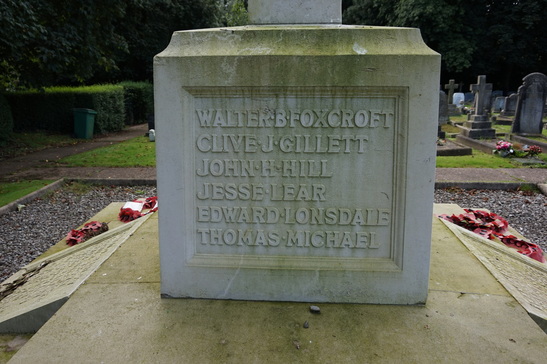 WALTER·B·FOXCROFT
CLIVE·J·GILLETT
JOHN·H·HILL
JESSE·LEAR
EDWARD·LONSDALE
THOMAS·MICHAEL